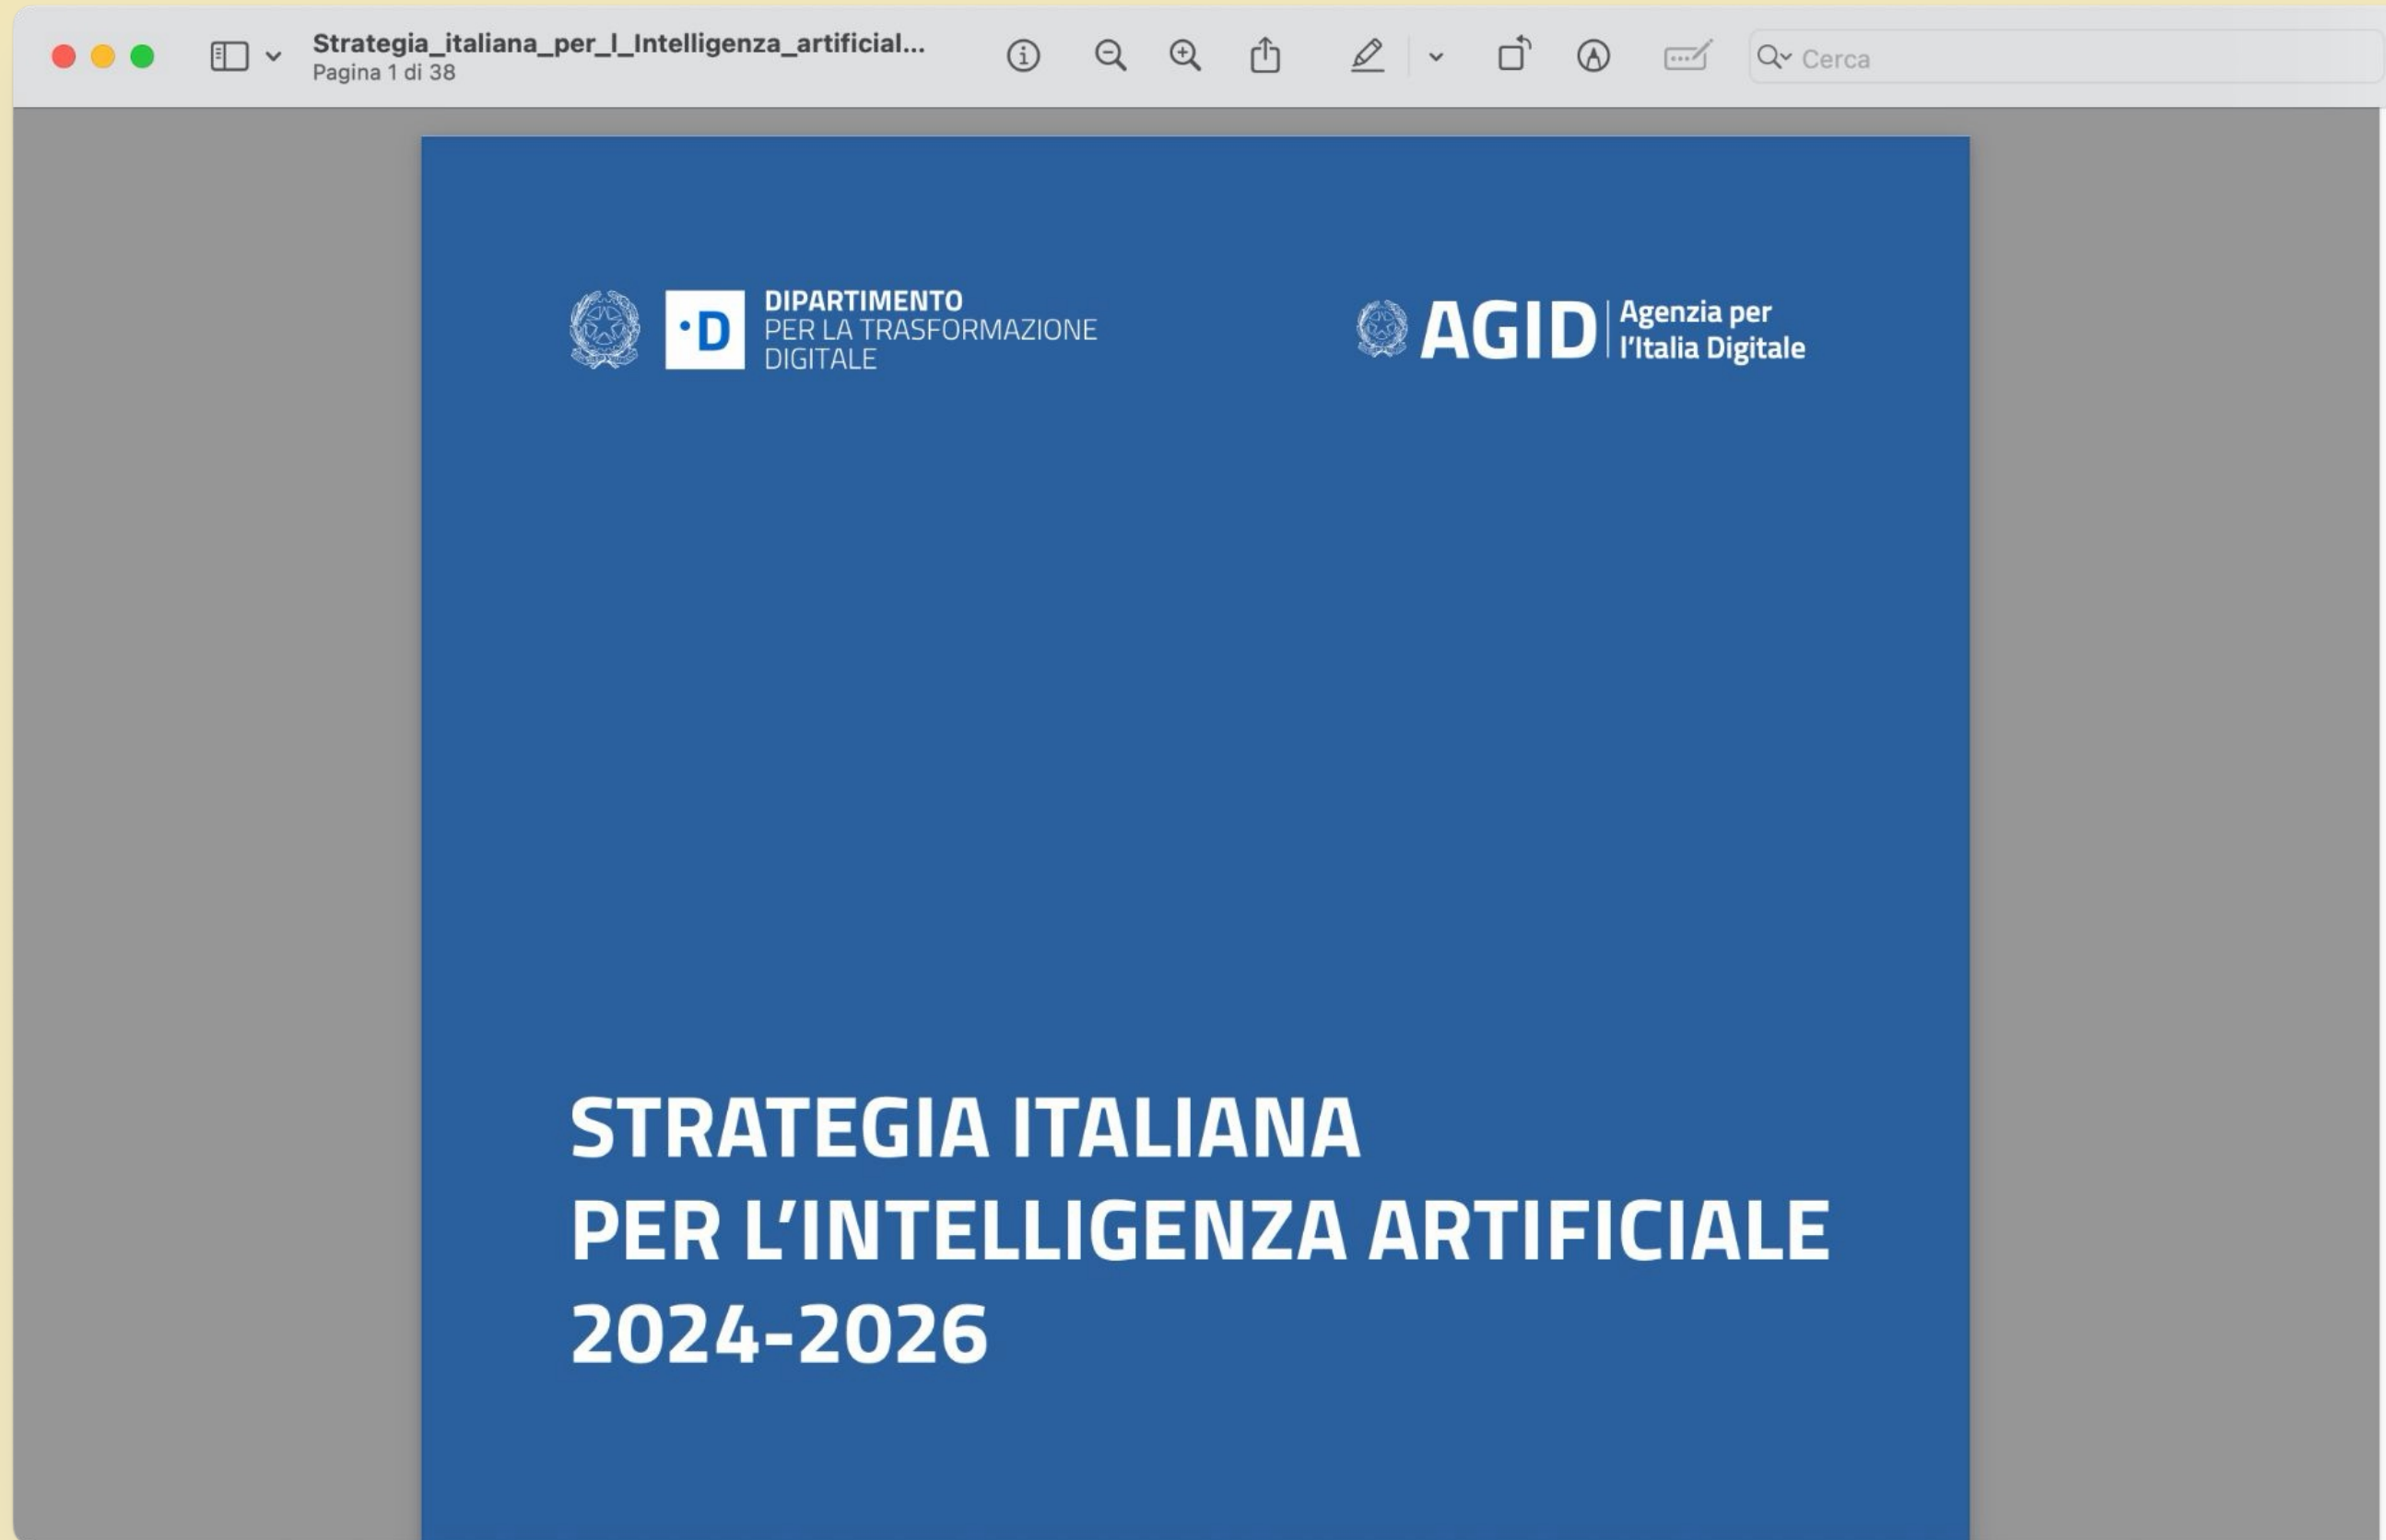 Strategia_italiana_per_l_Intelligenza_artificial...
Pagina 1 di 38
Cerca
·D
DIPARTIMENTO
PER LA TRASFORMAZIONE
DIGITALE
AGID
Agenzia per
l'Italia Digitale
STRATEGIA ITALIANA
PER L'INTELLIGENZA ARTIFICIALE
2024-2026